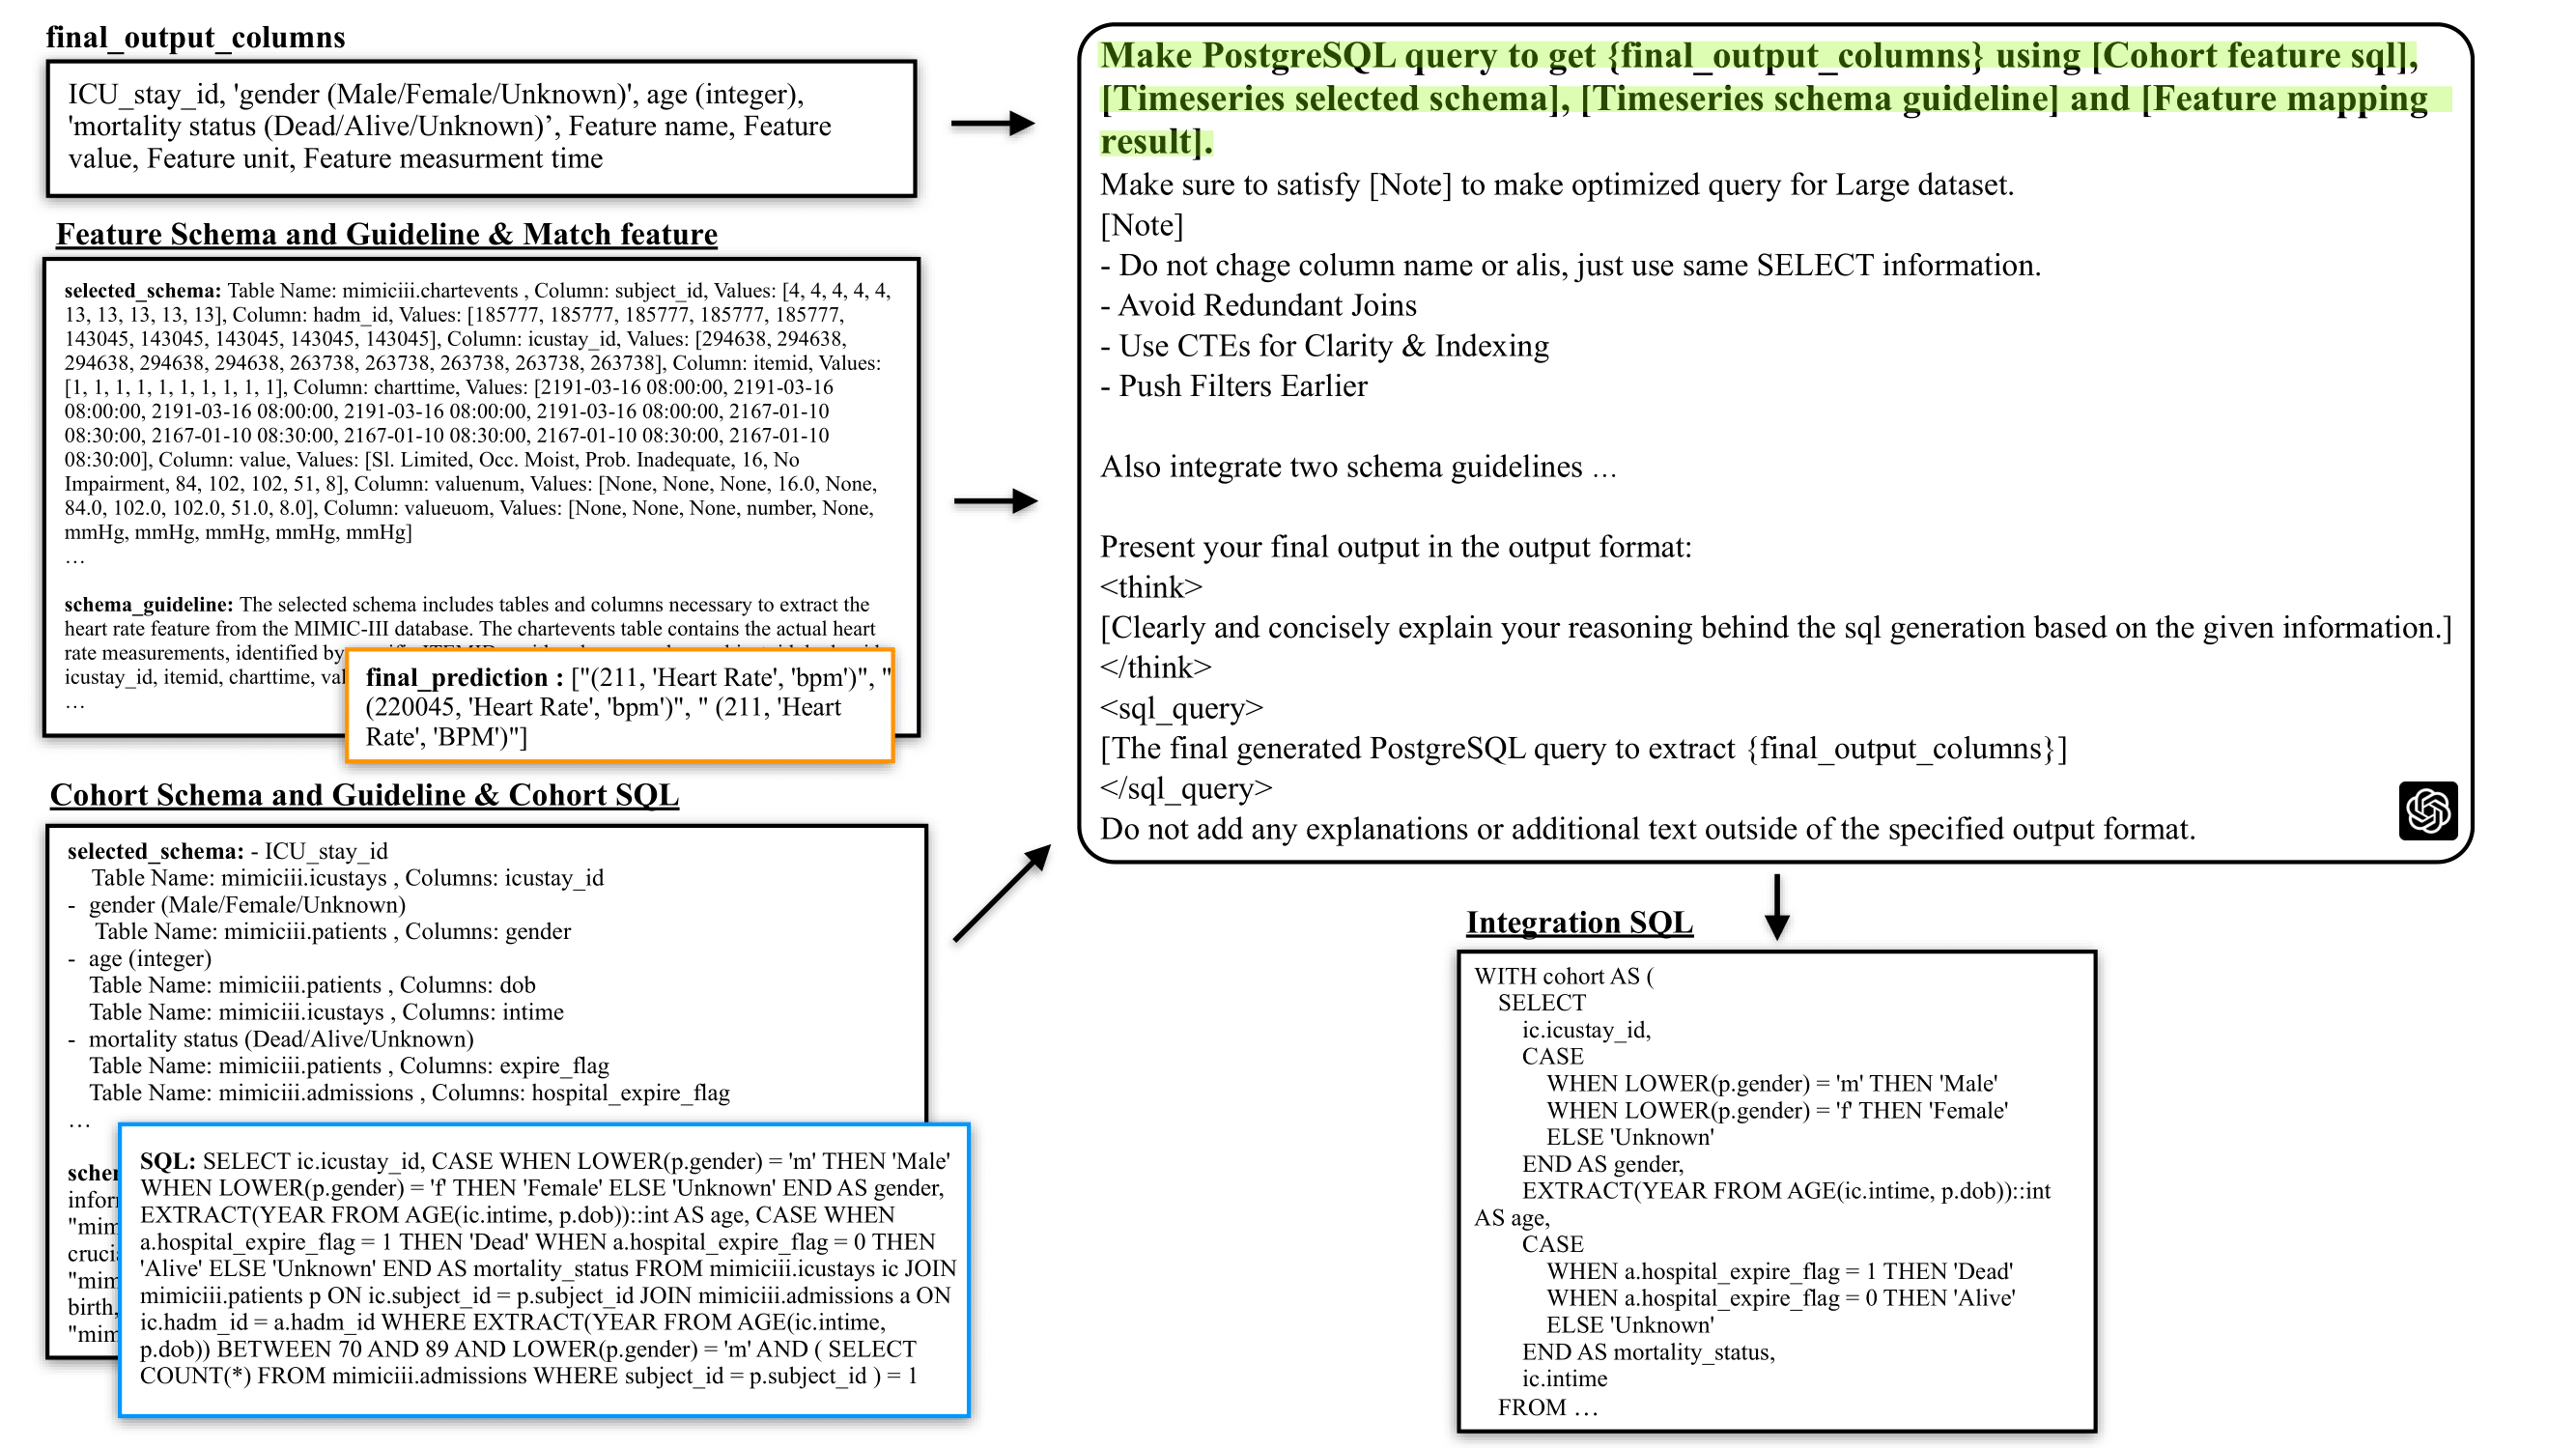 final_output_columns
ICU_stay_id, 'gender (Male/Female/Unknown)', age (integer),
'mortality status (Dead/Alive/Unknown)’, Feature name, Feature
value, Feature unit, Feature measurment time
Feature Schema and Guideline & Match feature
selected_schema: Table Name: mimiciii.chartevents , Column: subject_id, Values: [4, 4, 4, 4, 4,
13, 13, 13, 13, 13], Column: hadm_id, Values: [185777, 185777, 185777, 185777, 185777,
143045, 143045, 143045, 143045, 143045], Column: icustay_id, Values: [294638, 294638,
294638, 294638, 294638, 263738, 263738, 263738, 263738, 263738], Column: itemid, Values:
[1, 1, 1, 1, 1, 1, 1, 1, 1, 1], Column: charttime, Values: [2191-03-16 08:00:00, 2191-03-16
08:00:00, 2191-03-16 08:00:00, 2191-03-16 08:00:00, 2191-03-16 08:00:00, 2167-01-10
08:30:00, 2167-01-10 08:30:00, 2167-01-10 08:30:00, 2167-01-10 08:30:00, 2167-01-10
08:30:00], Column: value, Values: [Sl. Limited, Occ. Moist, Prob. Inadequate, 16, No
Impairment, 84, 102, 102, 51, 8], Column: valuenum, Values: [None, None, None, 16.0, None,
84.0, 102.0, 102.0, 51.0, 8.0], Column: valueuom, Values: [None, None, None, number, None,
mmHg, mmHg, mmHg, mmHg, mmHg]
…
schema_guideline: The selected schema includes tables and columns necessary to extract the
heart rate feature from the MIMIC-III database. The chartevents table contains the actual heart
rate measurements, identified by
icustay_id, itemid, charttime, val
…
final_prediction : ["(211, 'Heart Rate', 'bpm')", "
(220045, 'Heart Rate', 'bpm')", " (211, 'Heart
Rate', 'BPM')"]
Cohort Schema and Guideline & Cohort SQL
selected_schema: - ICU_stay_id
Table Name: mimiciii.icustays , Columns: icustay_id
- gender (Male/Female/Unknown)
Table Name: mimiciii.patients , Columns: gender
- age (integer)
Table Name: mimiciii.patients , Columns: dob
Table Name: mimiciii.icustays , Columns: intime
- mortality status (Dead/Alive/Unknown)
Table Name: mimiciii.patients , Columns: expire_flag
Table Name: mimiciii.admissions , Columns: hospital_expire_flag
…
scher
infor
"mim
cruci
"mim
birth,
"mim
SQL: SELECT ic.icustay_id, CASE WHEN LOWER(p.gender) = 'm' THEN 'Male'
WHEN LOWER(p.gender) = 'f' THEN 'Female' ELSE 'Unknown' END AS gender,
EXTRACT(YEAR FROM AGE(ic.intime, p.dob))::int AS age, CASE WHEN
a.hospital_expire_flag = 1 THEN 'Dead' WHEN a.hospital_expire_flag = 0 THEN
'Alive' ELSE 'Unknown' END AS mortality_status FROM mimiciii.icustays ic JOIN
mimiciii.patients p ON ic.subject_id = p.subject_id JOIN mimiciii.admissions a ON
ic.hadm_id = a.hadm_id WHERE EXTRACT(YEAR FROM AGE(ic.intime,
p.dob)) BETWEEN 70 AND 89 AND LOWER(p.gender) = 'm' AND ( SELECT
COUNT(*) FROM mimiciii.admissions WHERE subject_id = p.subject_id ) = 1
Make PostgreSQL query to get {final_output_columns} using [Cohort feature sql],
[Timeseries selected schema], [Timeseries schema guideline] and [Feature mapping
result].
Make sure to satisfy [Note] to make optimized query for Large dataset.
[Note]
- Do not chage column name or alis, just use same SELECT information.
- Avoid Redundant Joins
- Use CTEs for Clarity & Indexing
- Push Filters Earlier
Also integrate two schema guidelines …
Present your final output in the output format:
<think>
[Clearly and concisely explain your reasoning behind the sql generation based on the given information.]
</think>
<sql_query>
[The final generated PostgreSQL query to extract {final_output_columns}]
</sql_query>
Do not add any explanations or additional text outside of the specified output format.
Integration SQL
WITH cohort AS (
SELECT
ic.icustay_id,
CASE
WHEN LOWER(p.gender) = 'm' THEN 'Male'
WHEN LOWER(p.gender) = 'f' THEN 'Female'
ELSE 'Unknown'
END AS gender,
EXTRACT(YEAR FROM AGE(ic.intime, p.dob))::int
AS age,
CASE
WHEN a.hospital_expire_flag = 1 THEN 'Dead'
WHEN a.hospital_expire_flag = 0 THEN 'Alive'
ELSE 'Unknown'
END AS mortality_status,
ic.intime
FROM …